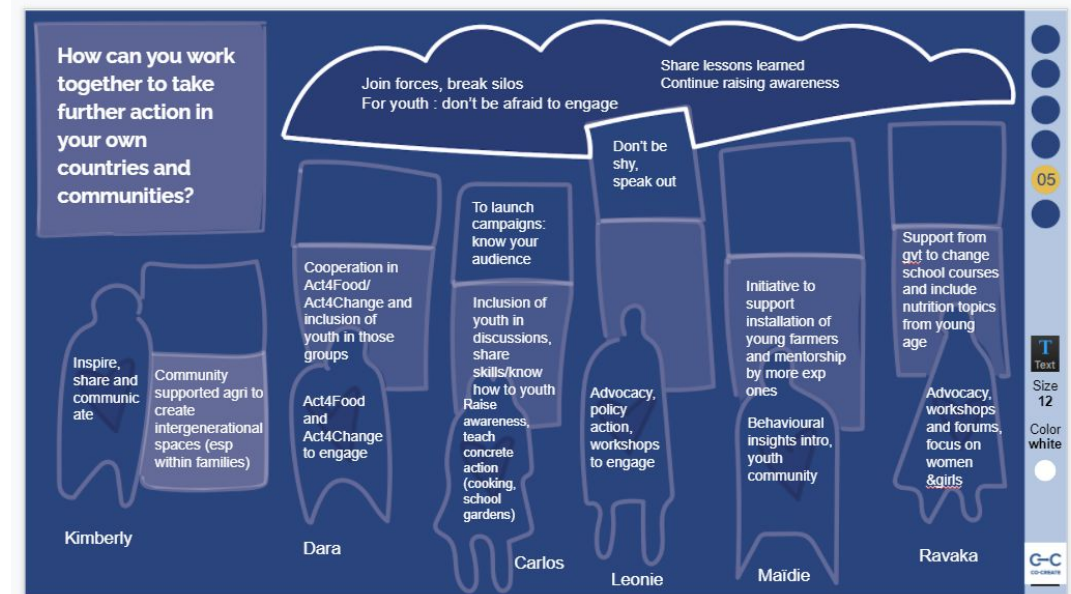 How can you work
together to take
further action in
your own
countries and
communities?
Join forces, break silos
For youth : don't be afraid to engage
Share lessons learned
Continue raising awareness
Inspire,
share and
communic
ate
Community
supported agri to
create
intergenerational
spaces (esp
within families)
Kimberly
Cooperation in
Act4Food/
Act4Change and
inclusion of
youth in those
groups
Act4Food
and
Act4Change
to engage
Dara
To launch
campaigns:
know your
audience
Inclusion of
youth in
discussions,
share
skills/know
how to youth
Raise
awareness,
teach
concrete
action
(cooking,
school
gardens)
Carlos
Don't be
shy,
speak out
Advocacy,
policy
action,
workshops
to engage
Leonie
Initiative to
support
installation of
young farmers
and mentorship
by more exp
ones
Behavioural
insights intro,
youth
community
Maïdie
Support from
gvt to change
school courses
and include
nutrition topics
from young
age
Advocacy,
workshops
and forums,
focus on
women
&girls
Ravaka
05
T
Text
Size
12
Color
white
C-C
CO-CREATE